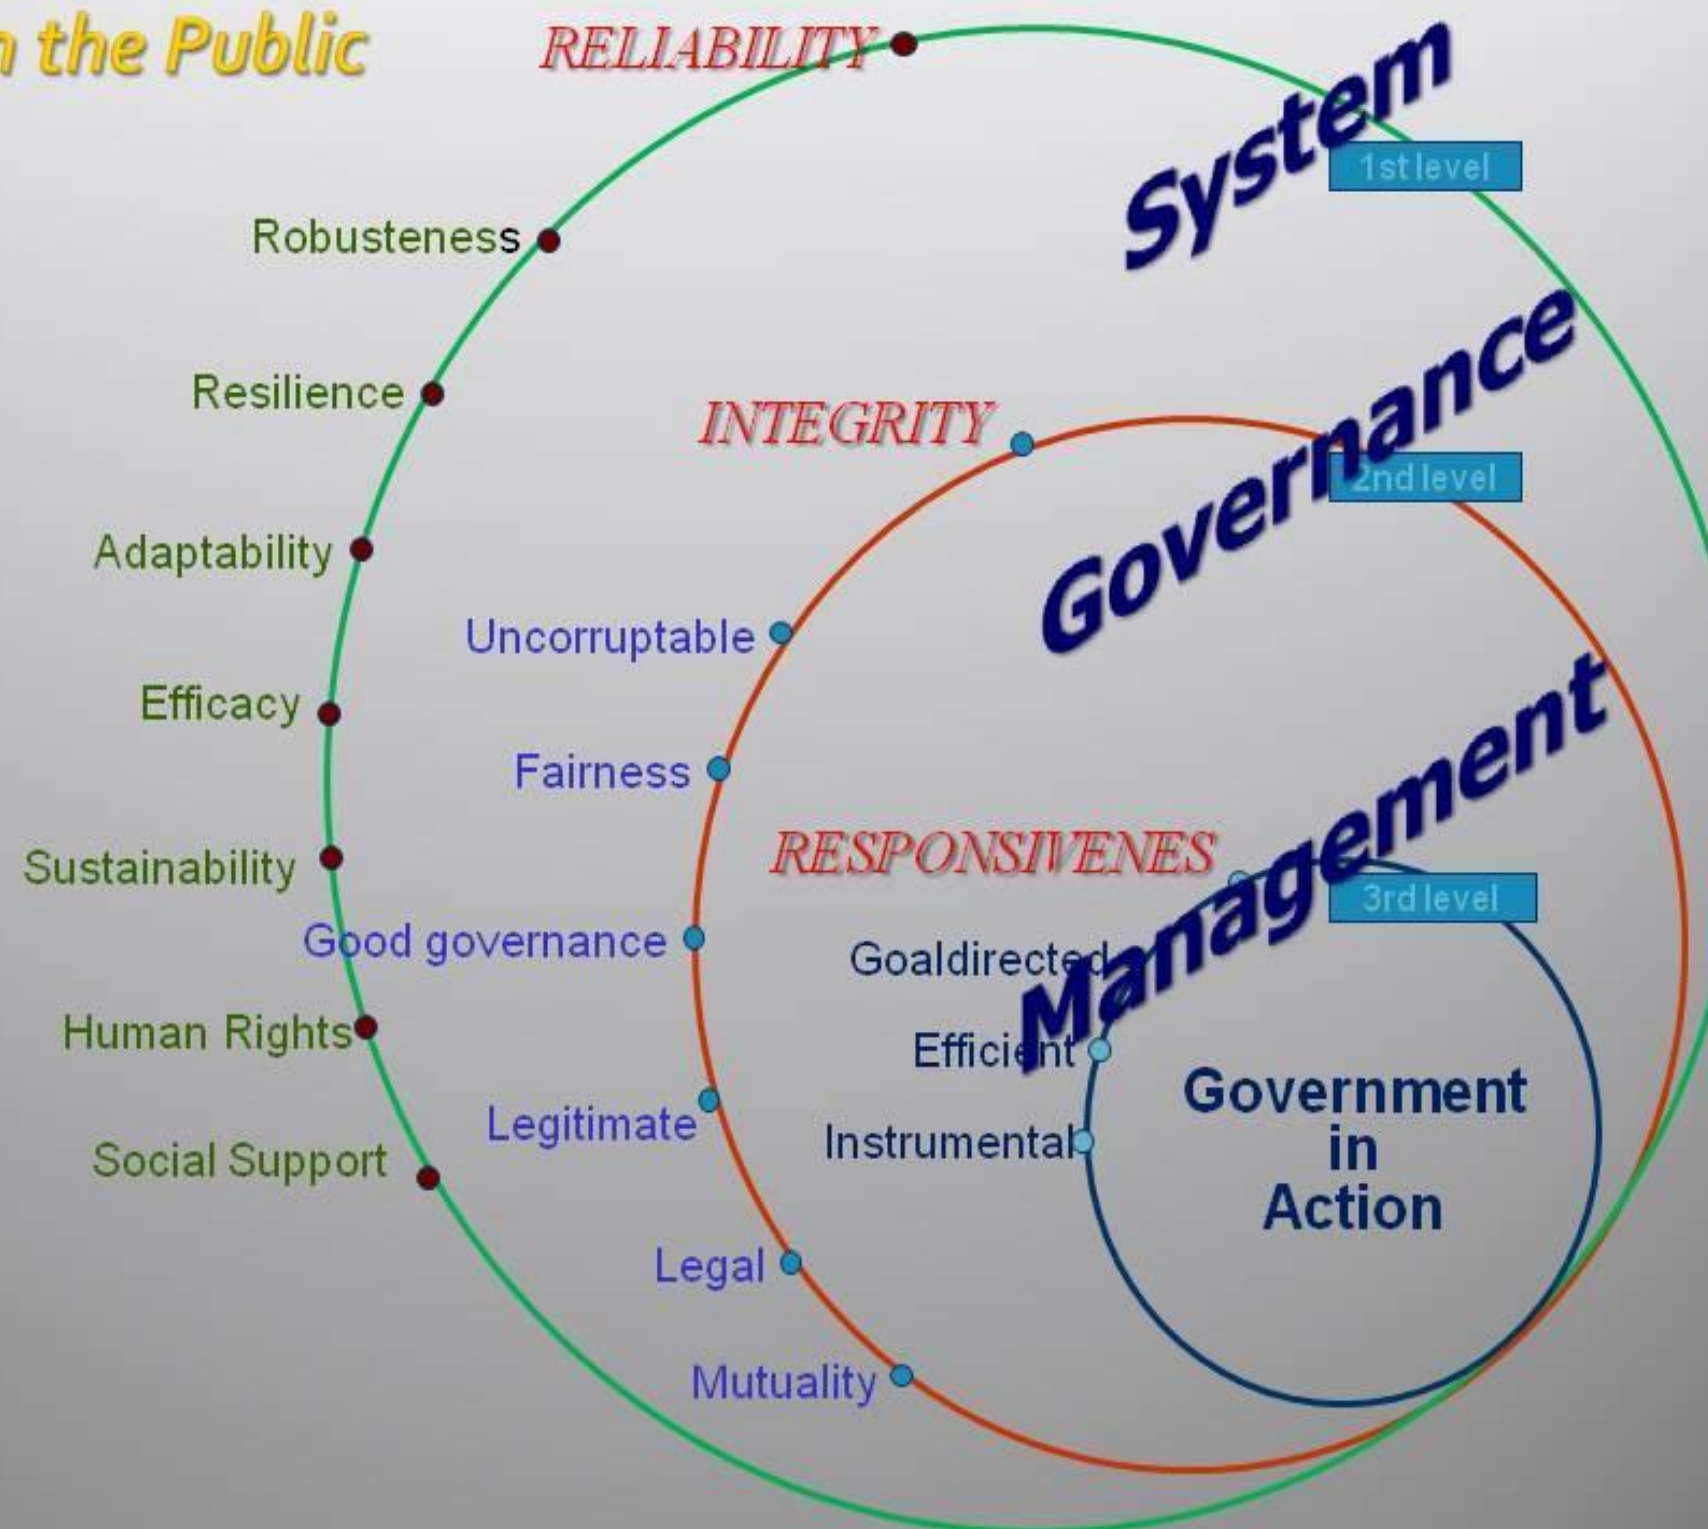 n the Public
RELIABILITY
System
1st level
Robusteness
Governance
Resilience
INTEGRITY
2nd level
Adaptability
Uncorruptable
Management
Efficacy
Fairness
RESPONSIVENES
Sustainability
3rd level
Good governance
Goaldirected
Human Rights
Efficient
Government
in
Action
Legitimate
Instrumental
Social Support
Legal
Mutuality